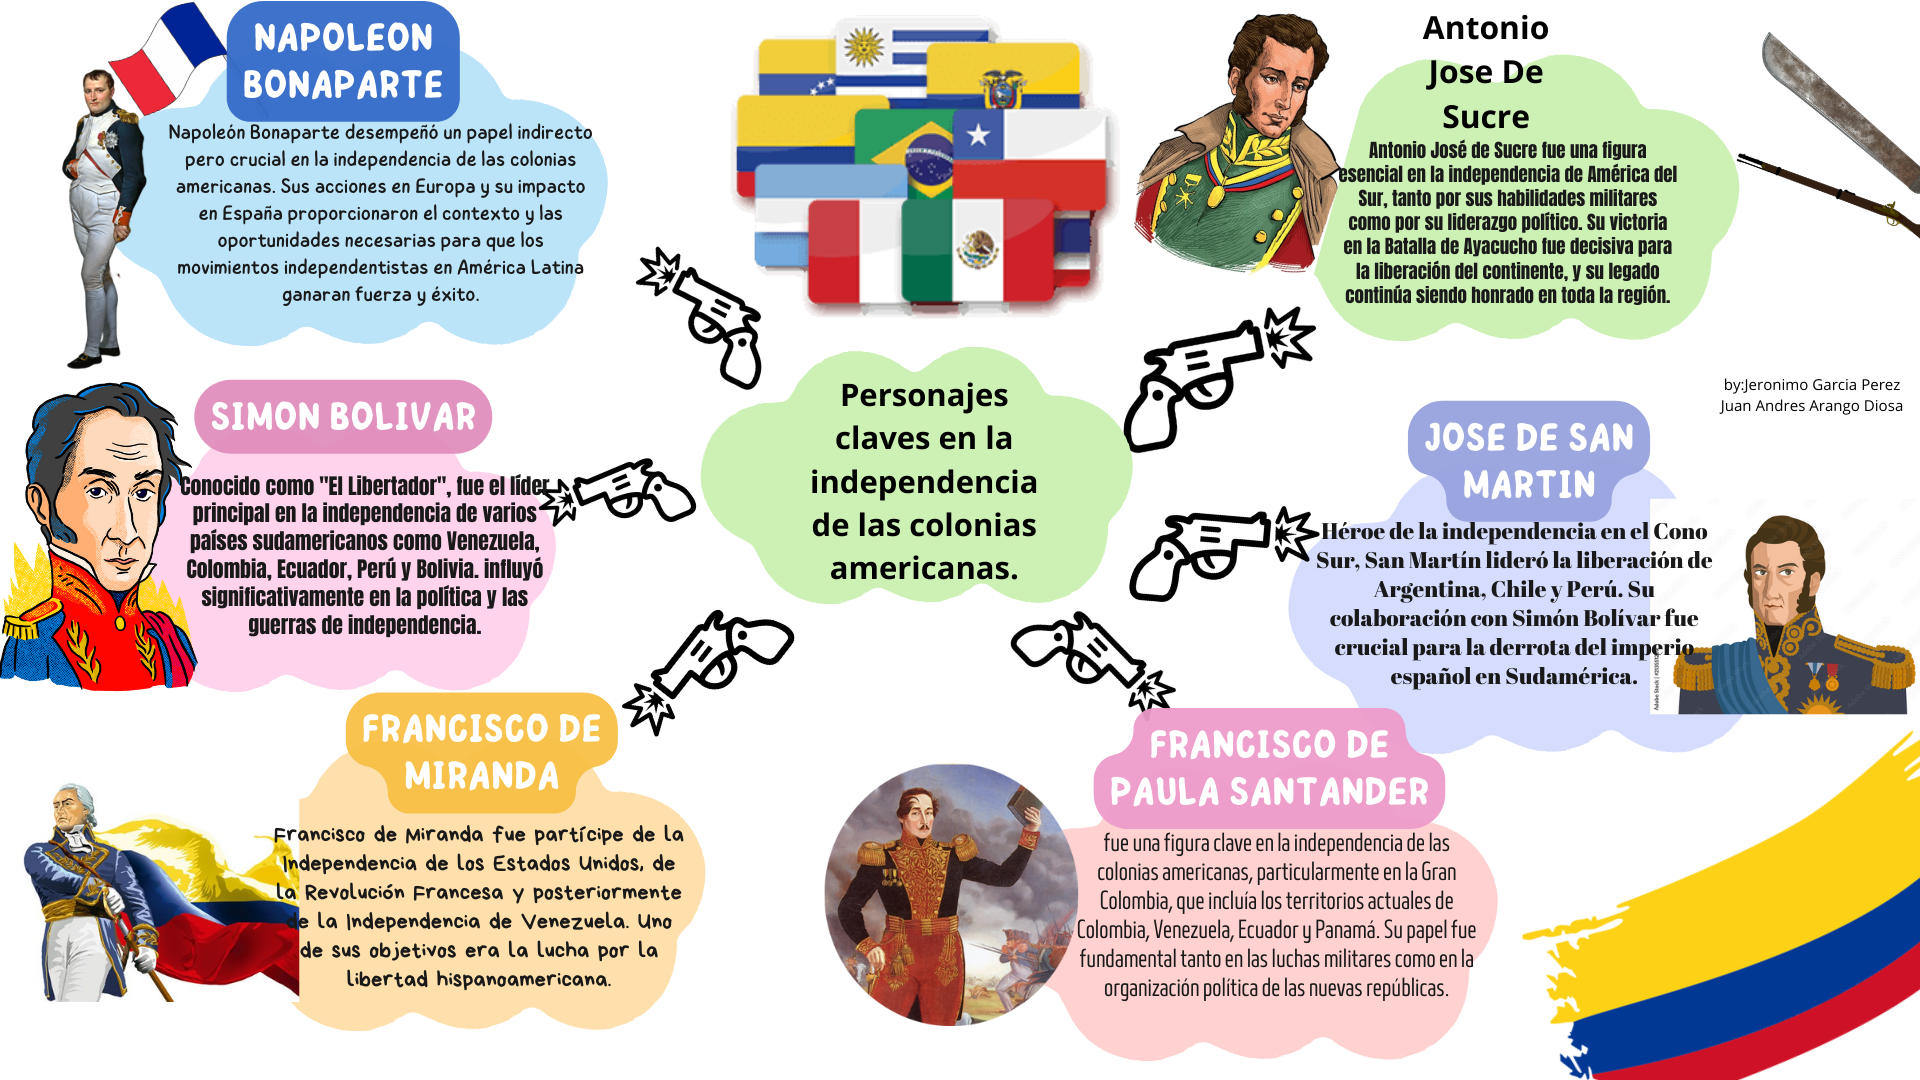 NAPOLEON
BONAPARTE
Napoleón Bonaparte desempeñó un papel indirecto
pero crucial en la independencia de las colonias
americanas. Sus acciones en Europa y su impacto
en España proporcionaron el contexto y las
oportunidades necesarias para que los
movimientos independentistas en América Latina
ganaran fuerza y éxito.
Antonio
Jose De
Sucre
Antonio José de Sucre fue una figura
esencial en la independencia de América del
Sur, tanto por sus habilidades militares
como por su liderazgo político. Su victoria
en la Batalla de Ayacucho fue decisiva para
la liberación del continente, y su legado
continúa siendo honrado en toda la región.
by:Jeronimo Garcia Perez
Juan Andres Arango Diosa
Personajes
claves en la
independencia
de las colonias
americanas.
SIMON BOLIVAR
Conocido como "El Libertador", fue el líder
principal en la independencia de varios
países sudamericanos como Venezuela,
Colombia, Ecuador, Perú y Bolivia. influyó
significativamente en la política y las
guerras de independencia.
JOSE DE SAN
MARTIN
Héroe de la independencia en el Cono
Sur, San Martín lideró la liberación de
Argentina, Chile y Perú. Su
colaboración con Simón Bolívar fue
crucial para la derrota del imperio
español en Sudamérica.
Adobe Stock
FRANCISCO DE
MIRANDA
Francisco de Miranda fue partícipe de la
Independencia de los Estados Unidos, de
la Revolución Francesa y posteriormente
de la Independencia de Venezuela. Uno
de sus objetivos era la lucha por la
libertad hispanoamericana.
FRANCISCO DE
PAULA SANTANDER
fue una figura clave en la independencia de las
colonias americanas, particularmente en la Gran
Colombia, que incluía los territorios actuales de
Colombia, Venezuela, Ecuador y Panamá. Su papel fue
fundamental tanto en las luchas militares como en la
organización política de las nuevas repúblicas.